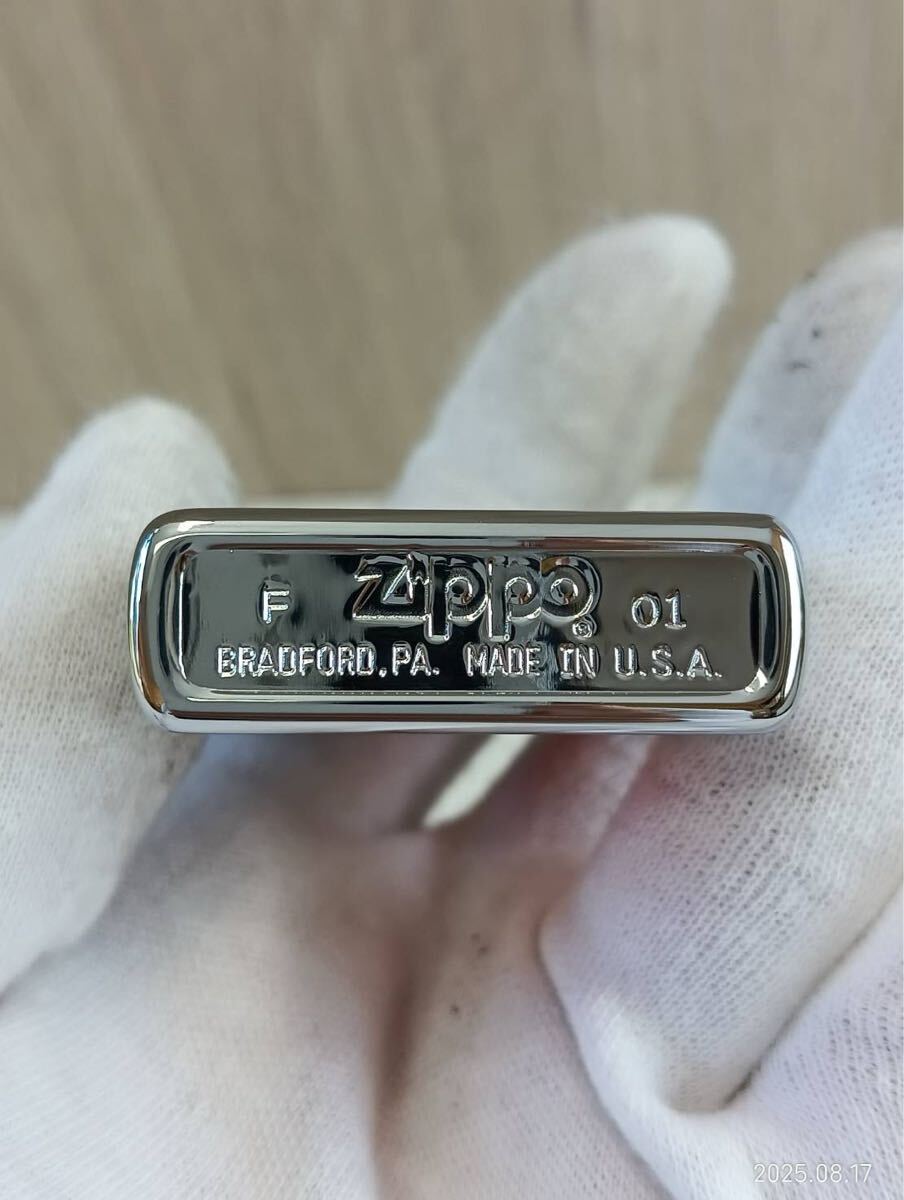 F Zippo ® 01
BRADFORD, PA. MADE IN U.S.A.
2025.08.17